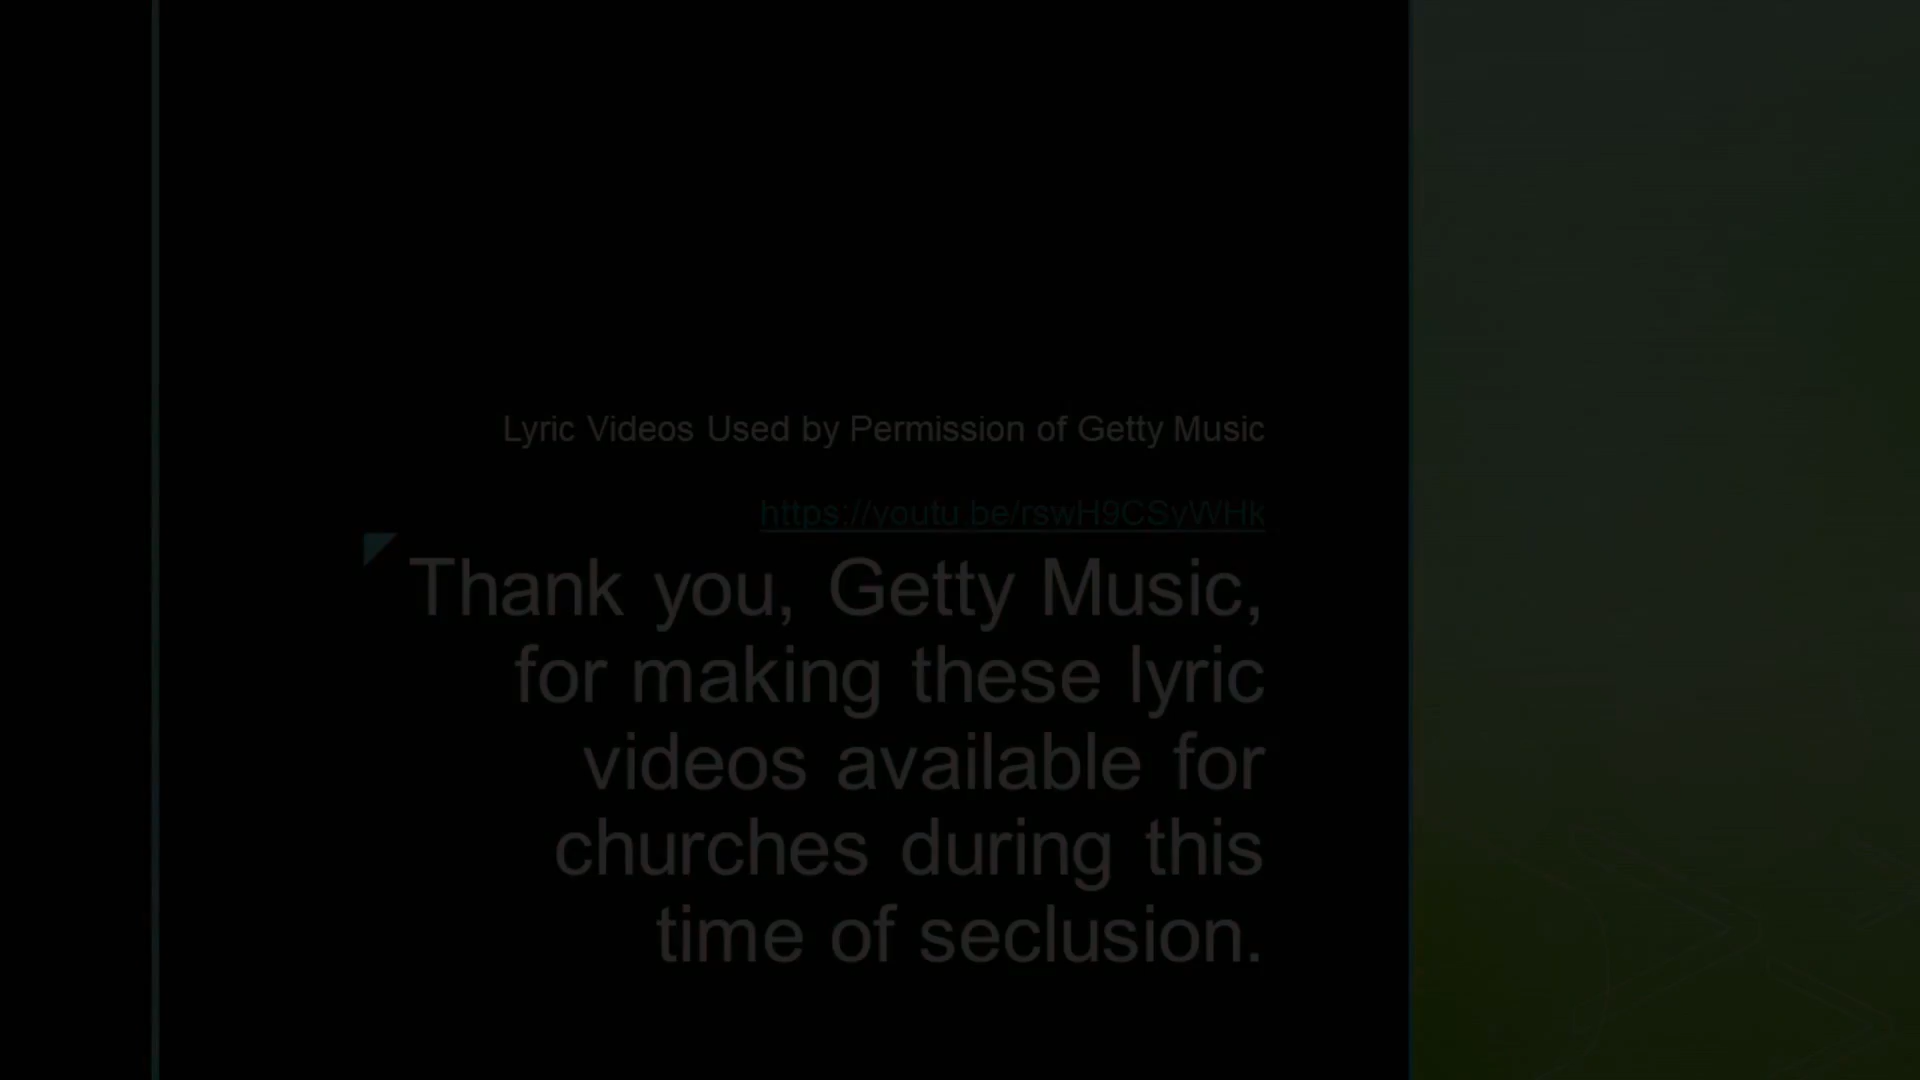 Lyric Videos Used by Permission of Getty Music
https://youtu.be/rswH9CSyWHk
Thank you, Getty Music,
for making these lyric
videos available for
churches during this
time of seclusion.